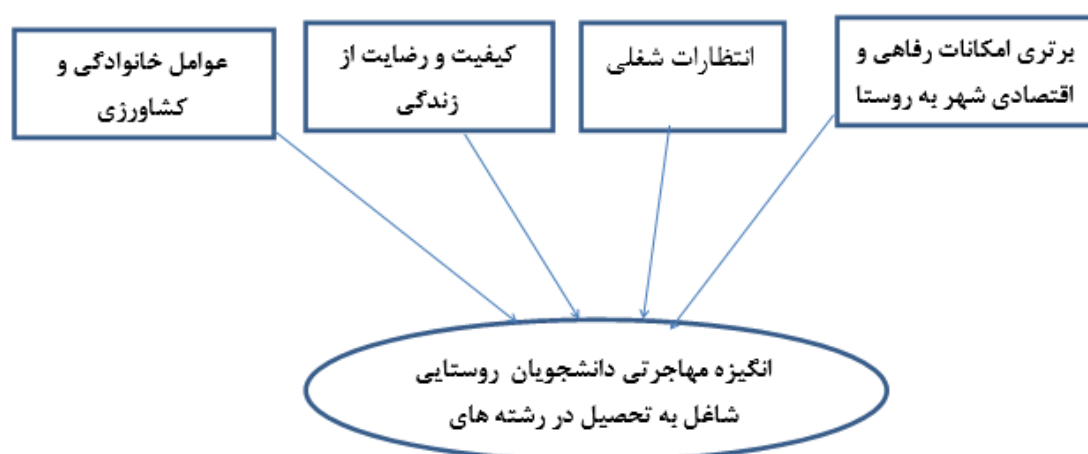 برتری امکانات رفاهی و
اقتصادی شهر به روستا
انتظارات شغلی
کیفیت و رضایت از
زندگی
عوامل خانوادگی و
کشاورزی
انگیزه مهاجرتی دانشجویان روستایی
شاغل به تحصیل در رشته های